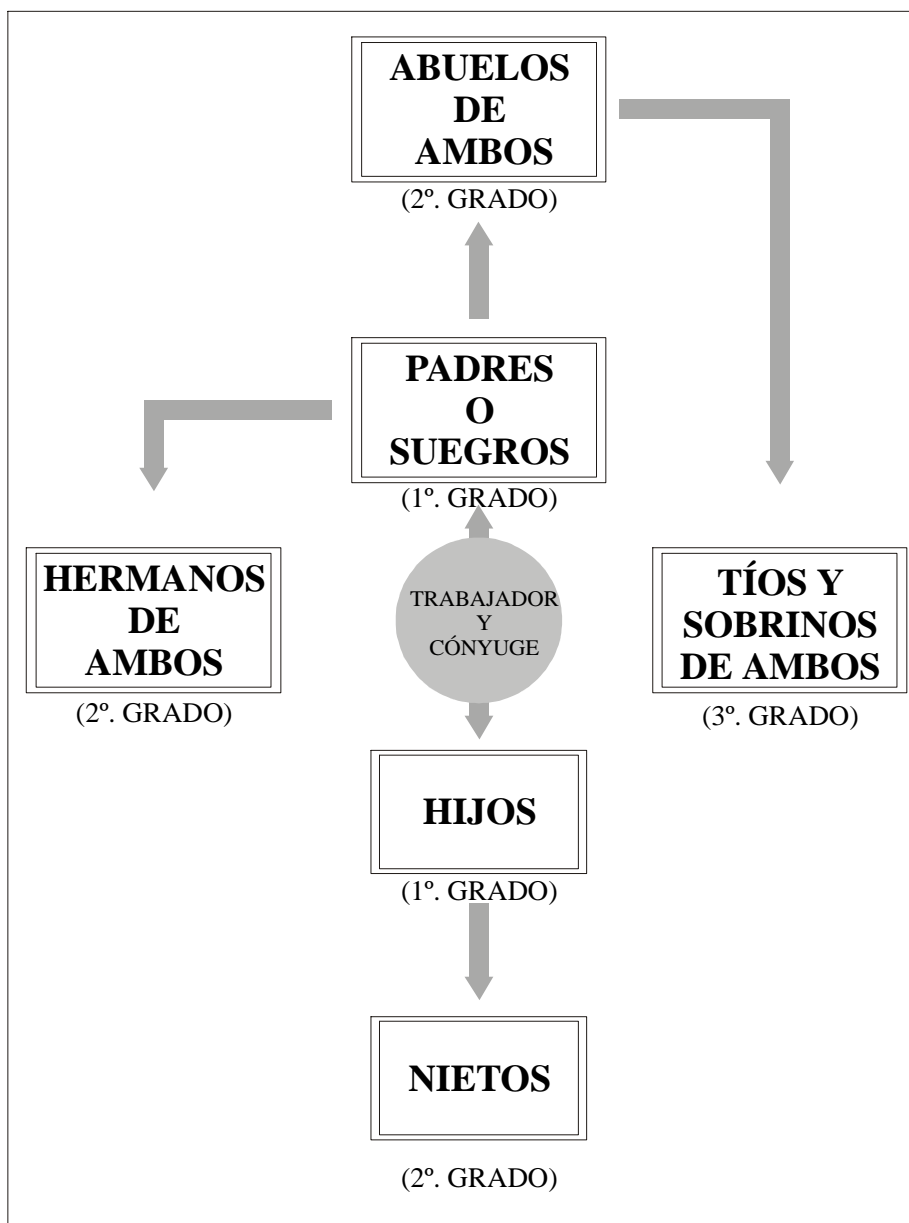 ABUELOS
DE
AMBOS
(2º. GRADO)
PADRES
O
SUEGROS
(1º. GRADO)
HERMANOS
DE
AMBOS
(2º. GRADO)
TRABAJADOR
Y
CÓNYUGE
TÍOS Y
SOBRINOS
DE AMBOS
(3º. GRADO)
HIJOS
(1º. GRADO)
NIETOS
(2º. GRADO)